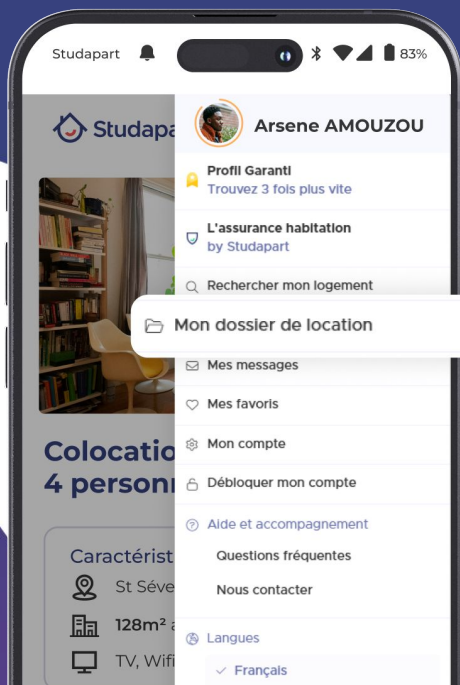 Studapart
83%
Studapa
Arsene AMOUZOU
Profil Garanti
Trouvez 3 fois plus vite
L'assurance habitation
by Studapart
Rechercher mon logement
Mon dossier de location
Mes messages
Mes favoris
Mon compte
Débloquer mon compte
Aide et accompagnement
Questions fréquentes
Nous contacter
Langues
Français
Colocatio
4 personn
Caractérist
St Séve
128m² a
TV, Wifi